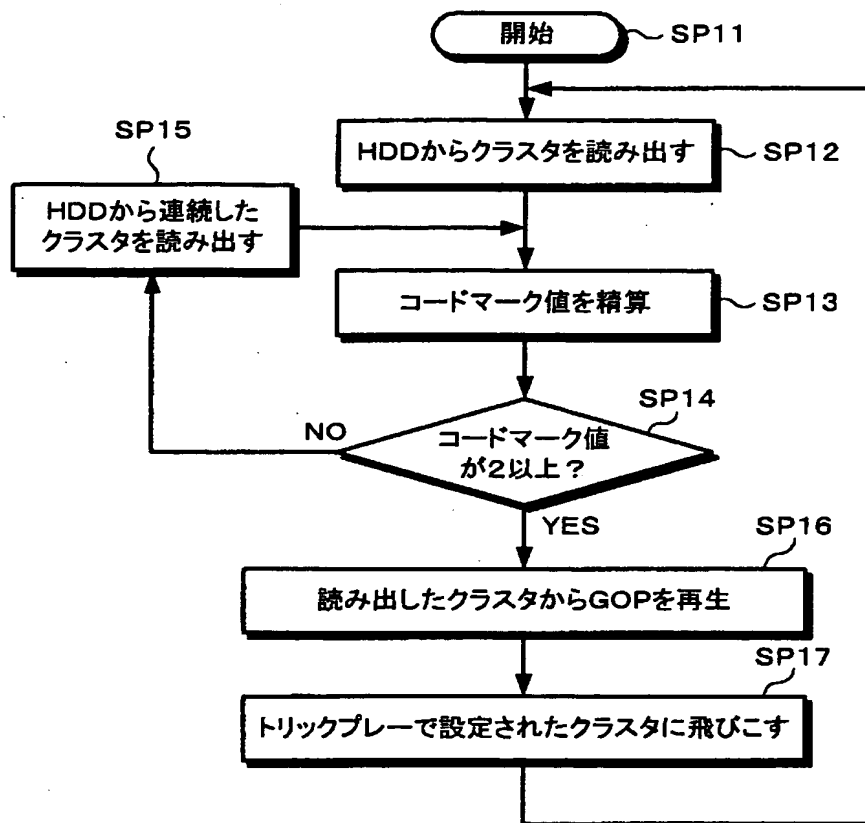 開始
SP11
HDDからクラスタを読み出す
SP12
SP15
HDDから連続した
クラスタを読み出す
コードマーク値を精算
SP13
SP14
コードマーク値
が2以上?
NO
YES
SP16
読み出したクラスタからGOPを再生
SP17
トリックプレーで設定されたクラスタに飛びこす